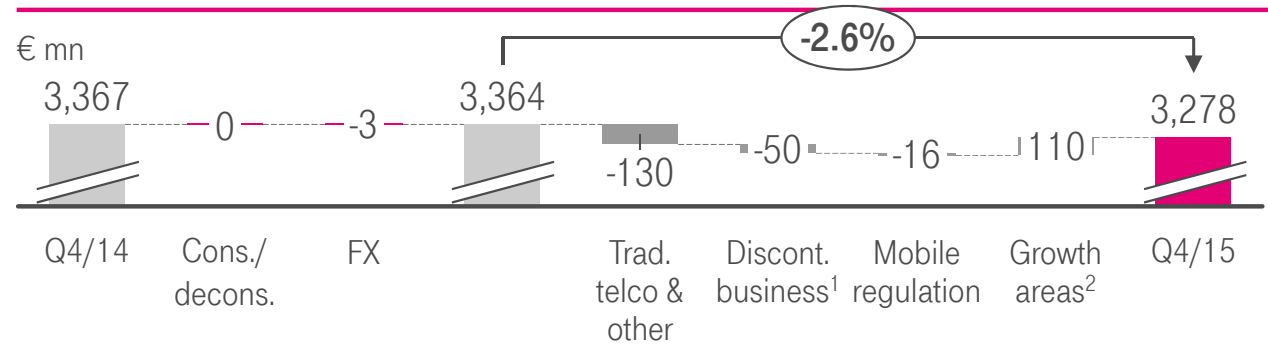 -2.6%
€ mn
3,367
0
-3
3,364
-130
-50
-16
110
3,278
Q4/14
Cons./
decons.
FX
Trad.
telco &
other
Discont.
business¹
Mobile
regulation
Growth
areas²
Q4/15